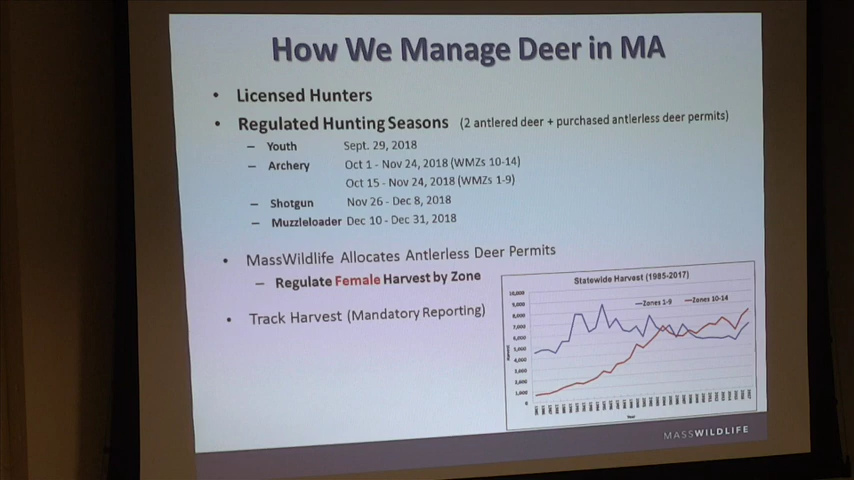 How We Manage Deer in MA
• Licensed Hunters
• Regulated Hunting Seasons (2 antlered deer + purchased antlerless deer permits)
– Youth Sept. 29, 2018
– Archery Oct 1 - Nov 24, 2018 (WMZs 10-14)
Oct 15 - Nov 24, 2018 (WMZs 1-9)
– Shotgun Nov 26 - Dec 8, 2018
– Muzzleloader Dec 10 - Dec 31, 2018
• MassWildlife Allocates Antlerless Deer Permits
– Regulate Female Harvest by Zone
• Track Harvest (Mandatory Reporting)
Statewide Harvest (1985-2017)
Zones 1-9 Zones 10-14
10,000
9,000
8,000
7,000
6,000
5,000
4,000
3,000
2,000
1,000
0
Harvest
Year
MASSWILDLIFE